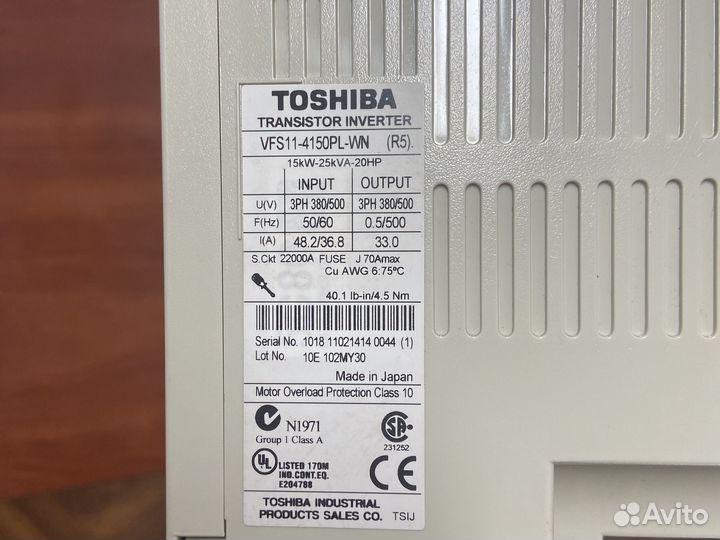 TOSHIBA
TRANSISTOR INVERTER
VFS11-4150PL-WN (R5).
15kW-25kVA-20HP
INPUT OUTPUT
U(V) 3PH 380/500 3PH 380/500
F(Hz) 50/60 0.5/500
I(A) 48.2/36.8 33.0
S.Ckt 22000A FUSE J 70Amax
Cu AWG 6:75°C
40.1 lb-in/4.5 Nm
Serial No. 1018 11021414 0044 (1)
Lot No. 10E 102MY30
Made in Japan
Motor Overload Protection Class 10
N1971
Group 1 Class A
SA
231252
UL
LISTED 170M
IND.CONT.EQ.
E204788
CE
TOSHIBA INDUSTRIAL
PRODUCTS SALES CO. TSIJ
Avito